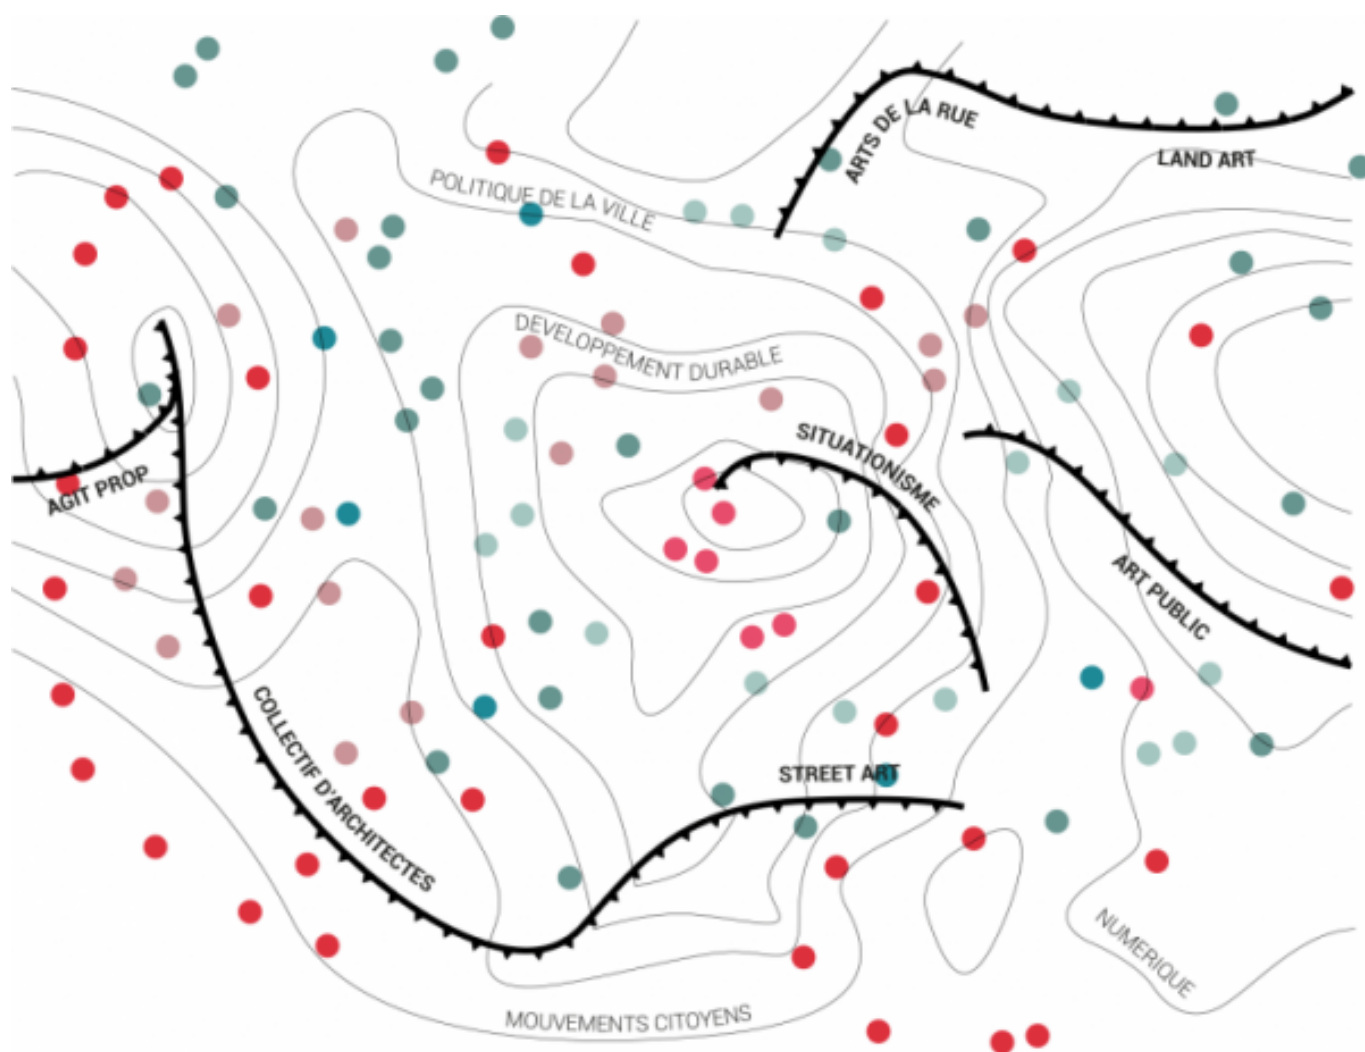 ARTS DE LA RUE
LAND ART
POLITIQUE DE LA VILLE
DEVELOPPEMENT DURABLE
SITUATIONISME
AGIT PROP
ART PUBLIC
COLLECTIF D'ARCHITECTES
STREET ART
NUMERIQUE
MOUVEMENTS CITOYENS